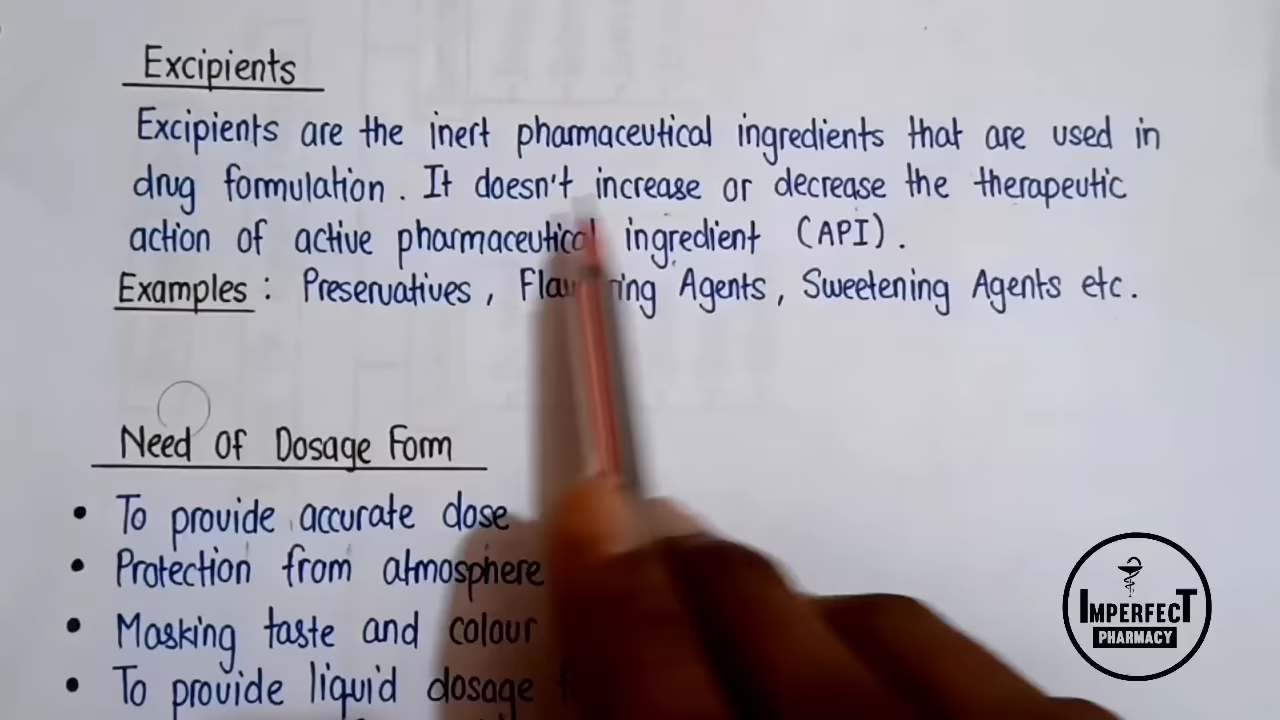 Excipients
Excipients are the inert pharmaceutical ingredients that are used in
drug formulation. It doesn't increase or decrease the therapeutic
action of active pharmaceutical ingredient (API).
Examples : Preservatives, Agents, Sweetening Agents etc.
Need Of Dosage Form
• To provide accurate dose
• Protection from atmosphere
• Masking taste and colour
• To provide liquid dosage
IMPERFECT
PHARMACY